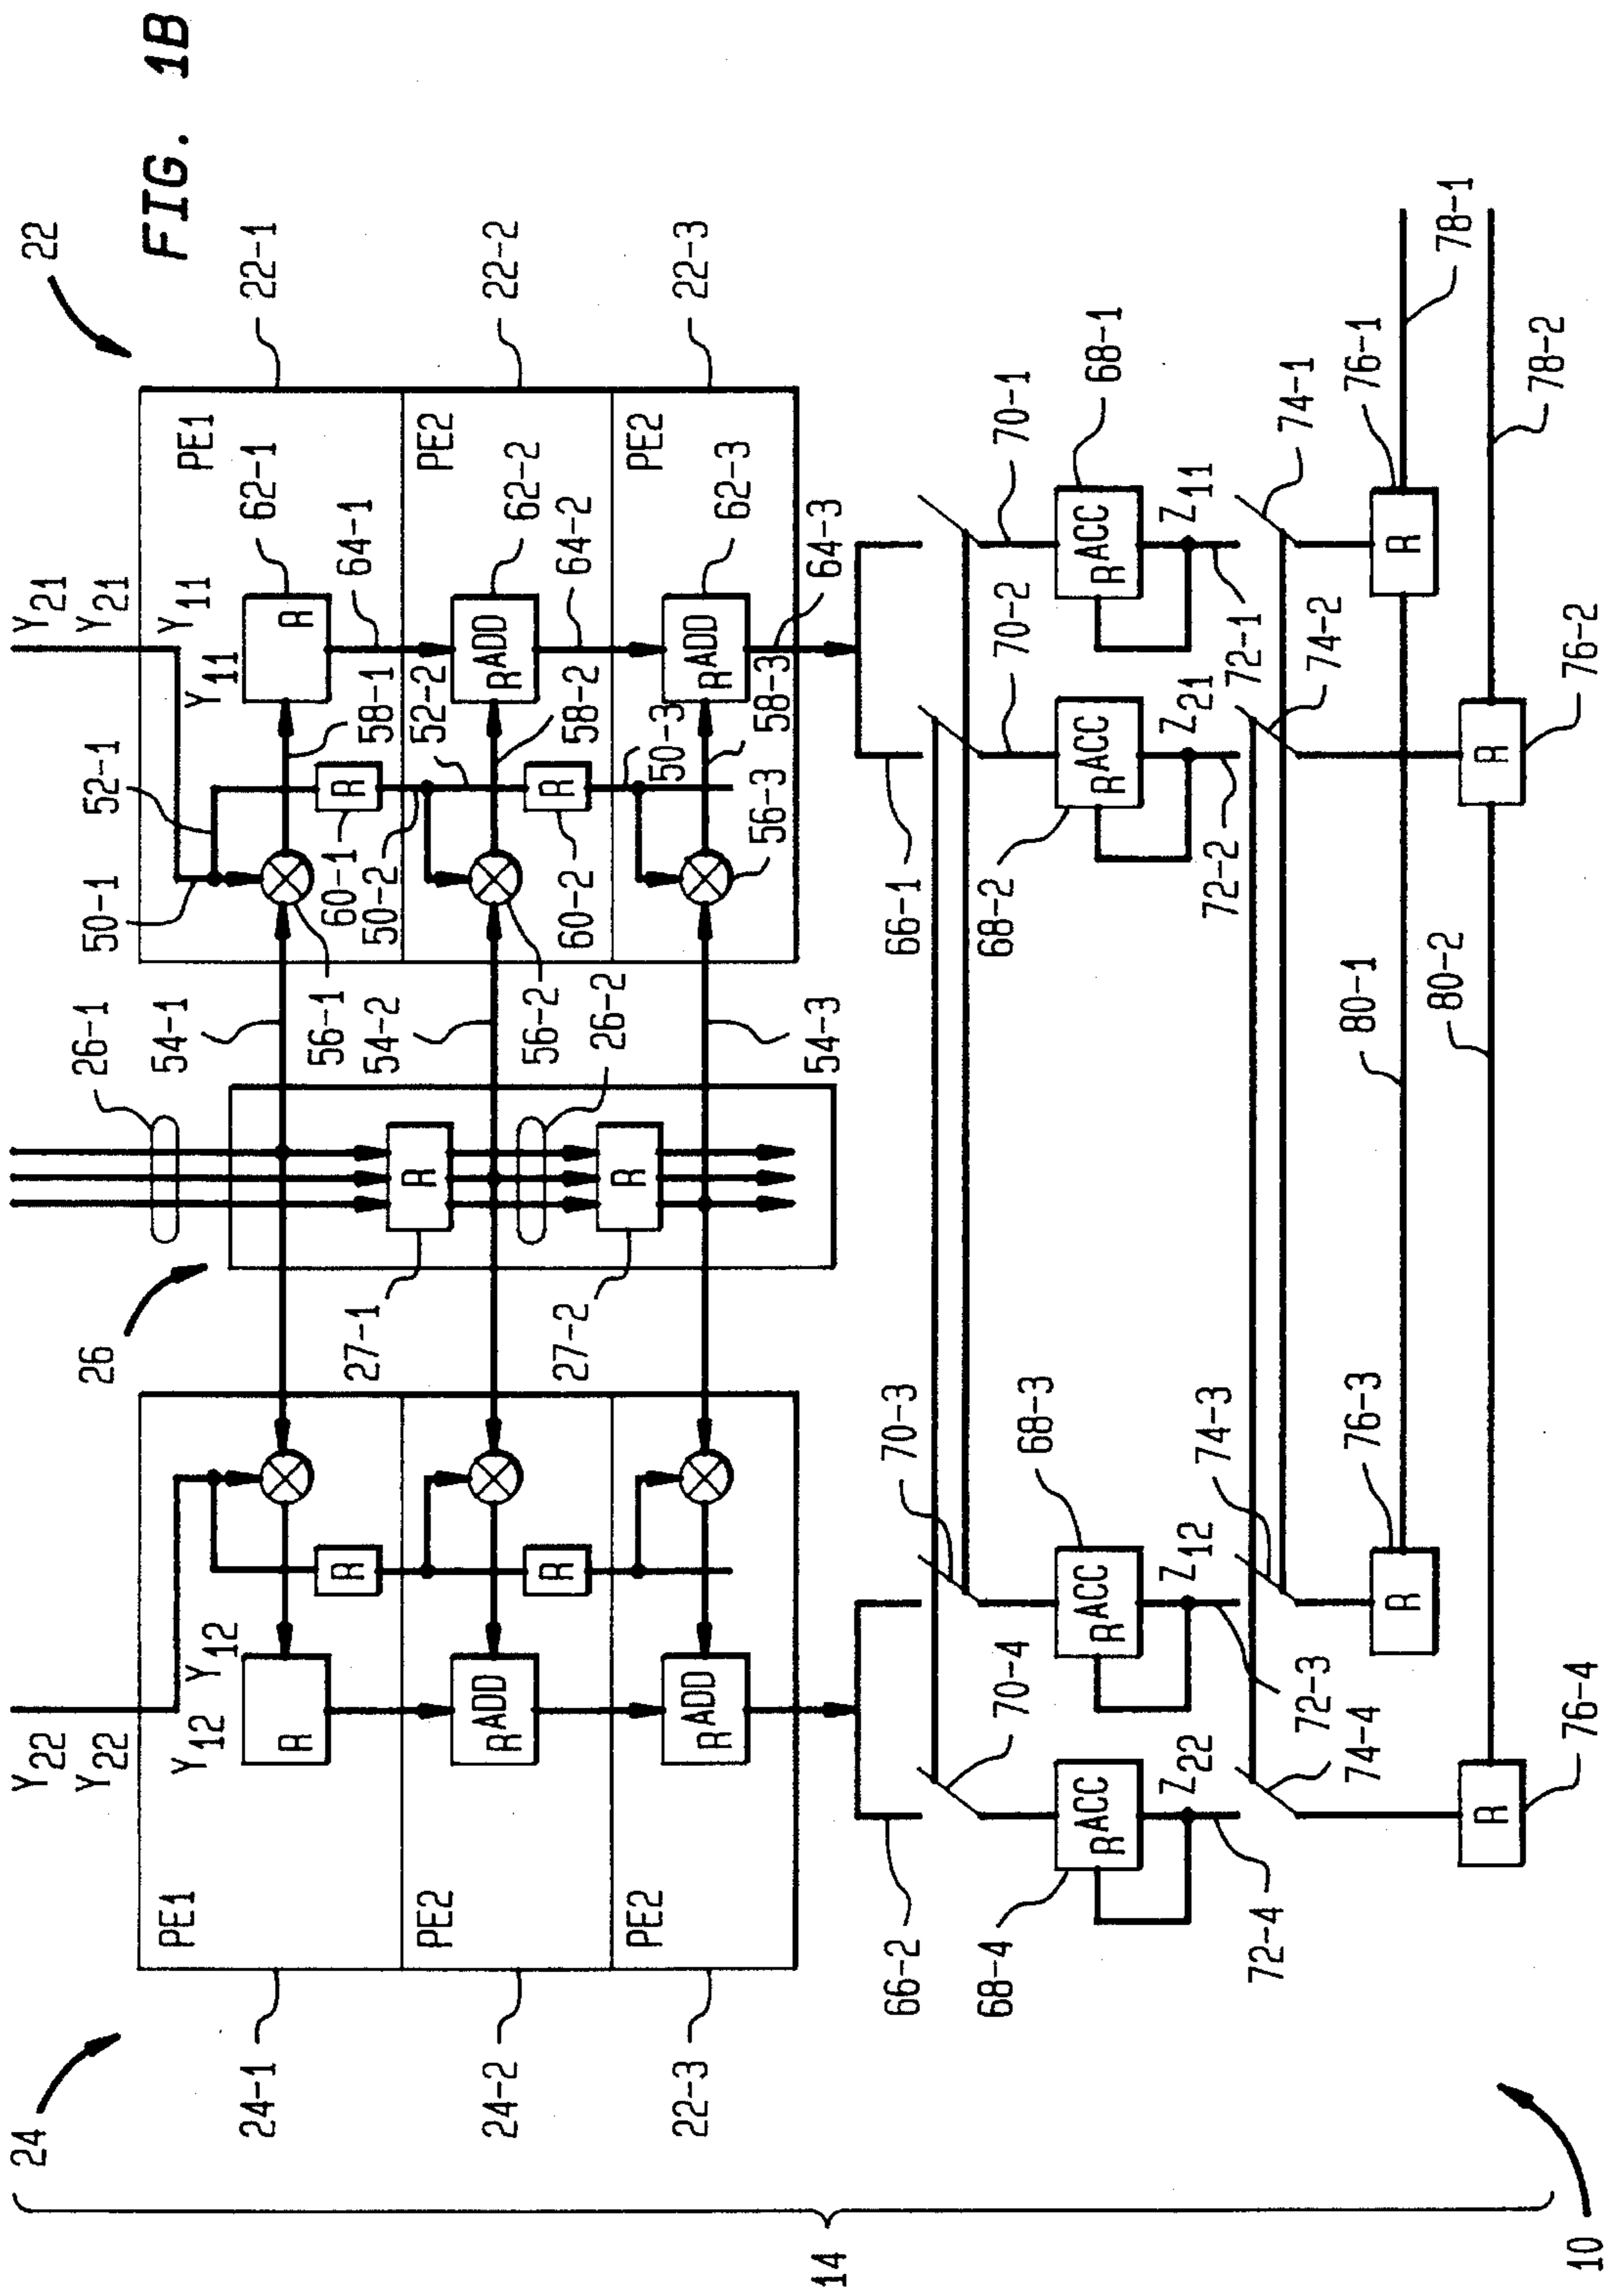 FIG. 1B
22
22-1
22-2
22-3
Y21
Y21
Y11
Y11
PE1
62-1
R
64-1
58-1
52-1
50-1
R
60-1
50-2
56-1
52-2
PE2
62-2
R ADD
64-2
58-2
R
60-2
50-3
56-2
PE2
62-3
R ADD
64-3
58-3
56-3
26-1
54-1
54-2
26-2
54-3
R
R
26
27-1
27-2
Y22
Y22
Y12
Y12
R
R
PE1
R
R ADD
PE2
R ADD
PE2
24
24-1
24-2
22-3
66-1
70-1
70-2
68-1
R ACC
Z11
72-1
68-2
R ACC
Z21
72-2
74-1
74-2
76-1
R
78-1
76-2
R
78-2
80-1
80-2
70-3
68-3
R ACC
Z12
72-3
74-3
76-3
R
66-2
70-4
68-4
R ACC
Z22
72-4
74-4
76-4
R
14
10